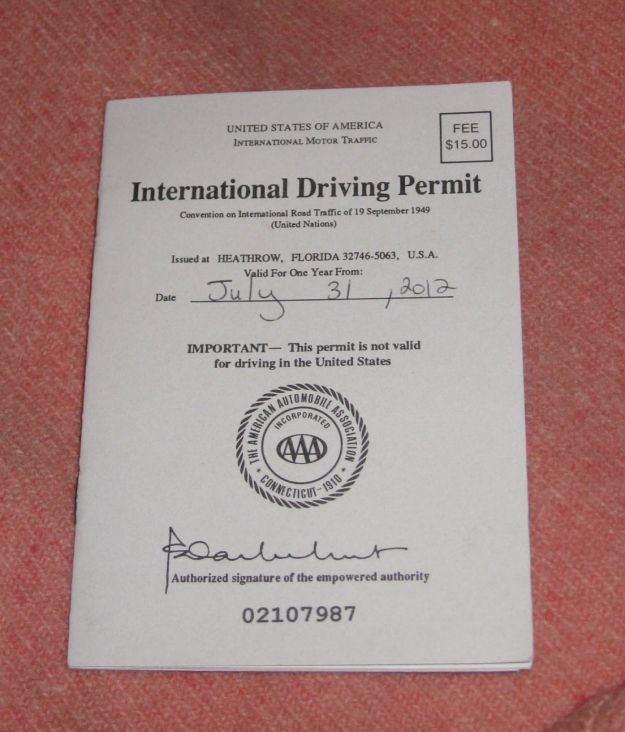 UNITED STATES OF AMERICA
INTERNATIONAL MOTOR TRAFFIC
FEE
$15.00
International Driving Permit
Convention on International Road Traffic of 19 September 1949
(United Nations)
Issued at HEATHROW, FLORIDA 32746-5063, U.S.A.
Valid For One Year From:
Date July 31, 2012
IMPORTANT— This permit is not valid
for driving in the United States
THE AMERICAN AUTOMOBILE ASSOCIATION
INCORPORATED
AAA
CONNECTICUT-1910
Authorized signature of the empowered authority
02107987